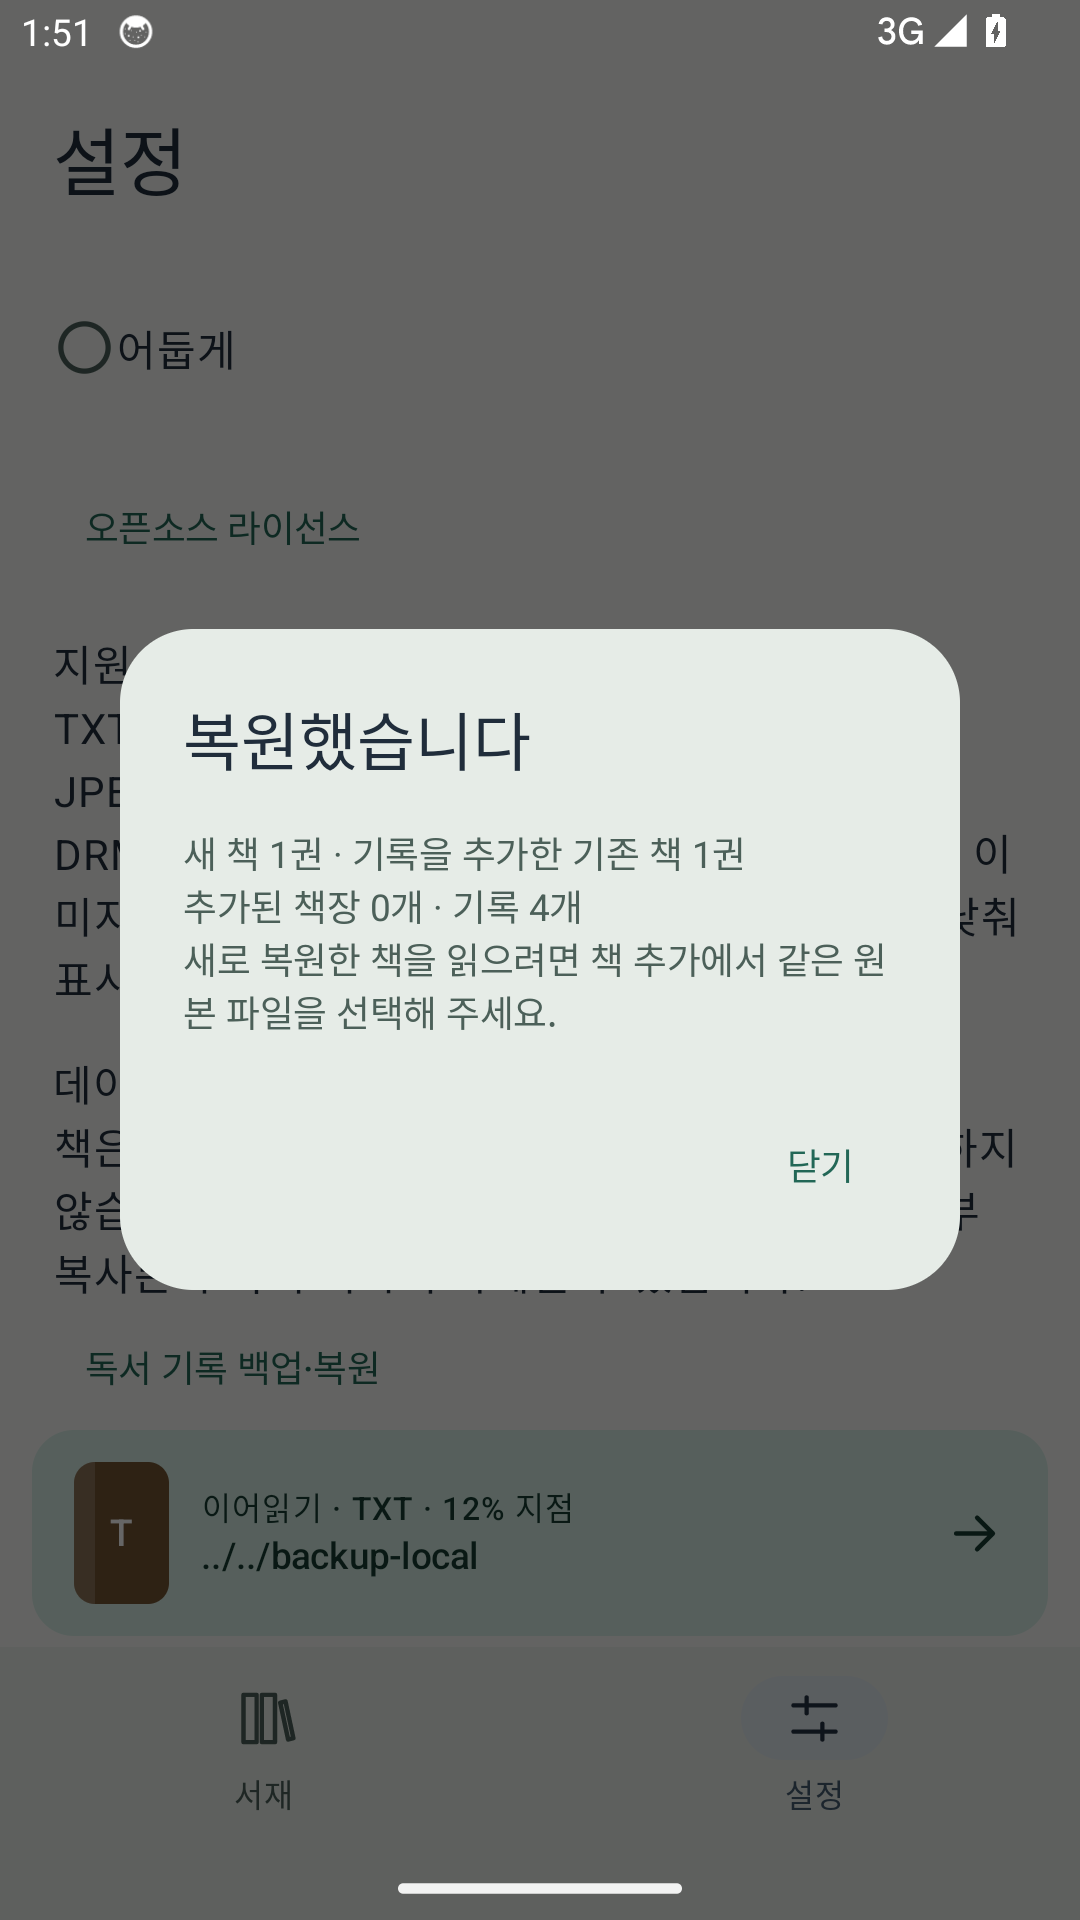 1:51
3G
설정
어둡게
오픈소스 라이선스
지원
TXT
JPE
이
미지
표시
데이
책은
하지
않습
복사는
복원했습니다
새 책 1권 · 기록을 추가한 기존 책 1권
추가된 책장 0개 · 기록 4개
새로 복원한 책을 읽으려면 책 추가에서 같은 원
본 파일을 선택해 주세요.
닫기
독서 기록 백업·복원
T
이어읽기 · TXT · 12% 지점
../../backup-local
서재
설정